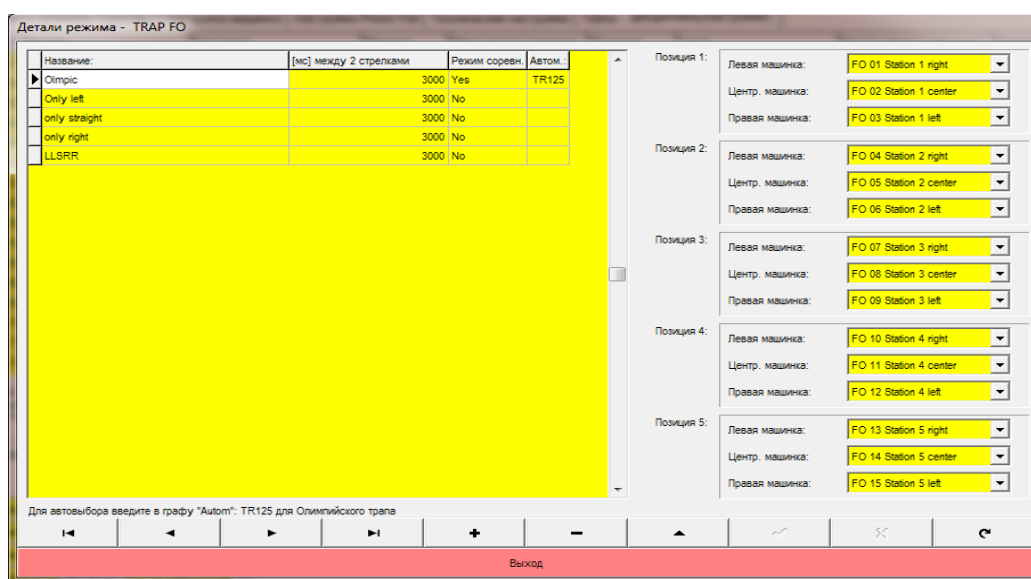 Детали режима - TRAP FO
Название: [мс] между 2 стрелками Режим соревн. Автом.:
Olmpic 3000 Yes TR125
Only left 3000 No
only straight 3000 No
only right 3000 No
LLSRR 3000 No
Позиция 1:
Левая машинка: FO 01 Station 1 right
Центр. машинка: FO 02 Station 1 center
Правая машинка: FO 03 Station 1 left
Позиция 2:
Левая машинка: FO 04 Station 2 right
Центр. машинка: FO 05 Station 2 center
Правая машинка: FO 06 Station 2 left
Позиция 3:
Левая машинка: FO 07 Station 3 right
Центр. машинка: FO 08 Station 3 center
Правая машинка: FO 09 Station 3 left
Позиция 4:
Левая машинка: FO 10 Station 4 right
Центр. машинка: FO 11 Station 4 center
Правая машинка: FO 12 Station 4 left
Позиция 5:
Левая машинка: FO 13 Station 5 right
Центр. машинка: FO 14 Station 5 center
Правая машинка: FO 15 Station 5 left
Для автовыбора введите в графу "Autom": TR125 для Олимпийского трапа
Выход